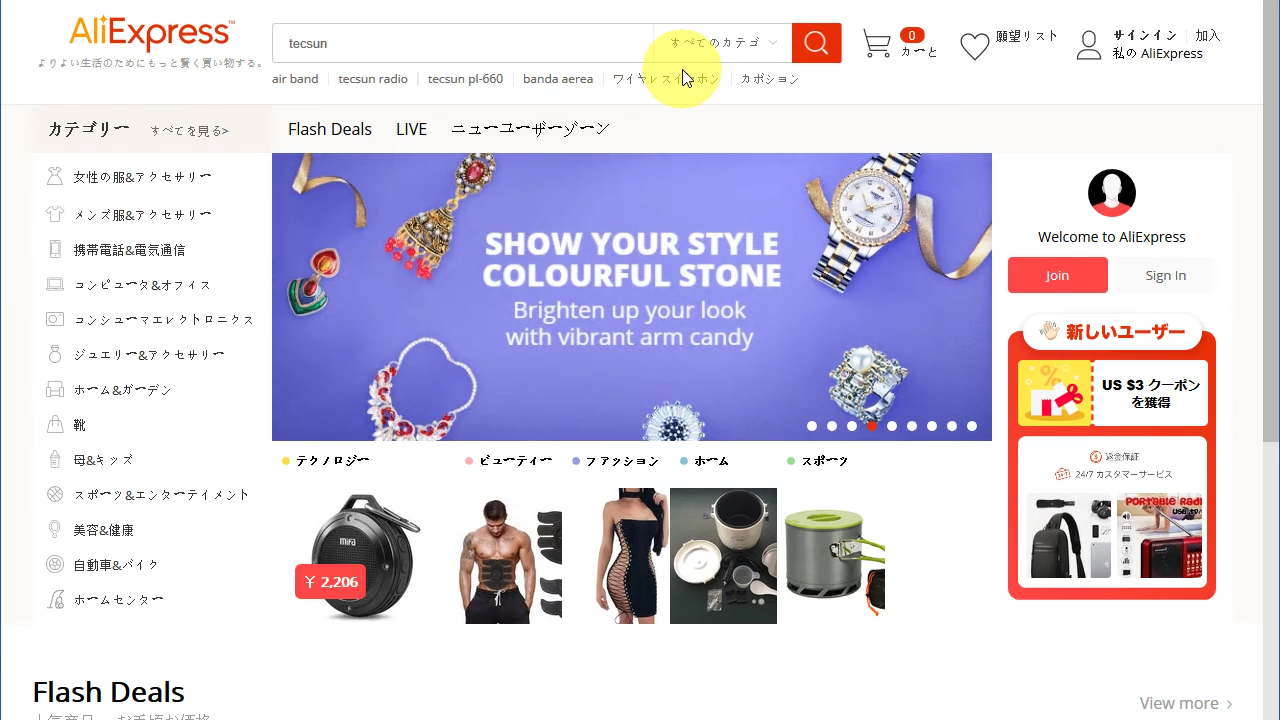 AliExpress™
よりよい生活のためにもっと賢く買い物する。
tecsun
すべてのカテゴ
0
カート
願望リスト
サインイン
加入
私の AliExpress
air band
tecsun radio
tecsun pl-660
banda aerea
カポション
カテゴリー
すべてを見る>
Flash Deals
LIVE
ニューユーザーゾーン
女性の服&アクセサリー
メンズ服&アクセサリー
携帯電話&電気通信
コンピュータ&オフィス
コンシューマエレクトロニクス
ジュエリー&アクセサリー
ホーム&ガーデン
靴
母&キッズ
スポーツ&エンターテイメント
美容&健康
自動車&バイク
ホームセンター
SHOW YOUR STYLE
COLOURFUL STONE
Brighten up your look
with vibrant arm candy
Welcome to AliExpress
Join
Sign In
新しいユーザー
US $3 クーポン
を獲得
返金保証
24/7 カスタマーサービス
テクノロジー
ビューティー
ファッション
ホーム
スポーツ
mifa
¥ 2,206
Flash Deals
View more >